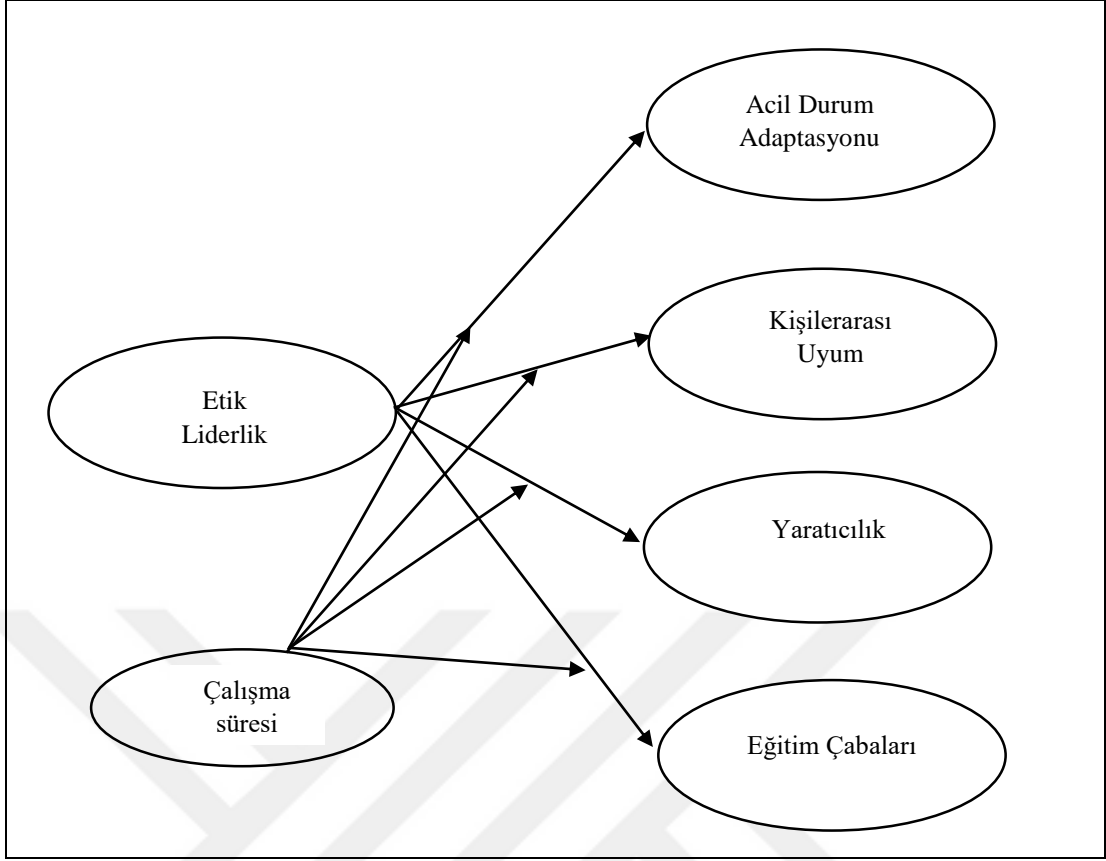 Acil Durum
Adaptasyonu
Kişilerarası
Uyum
Etik
Liderlik
Yaratıcılık
Çalışma
süresi
Eğitim Çabaları